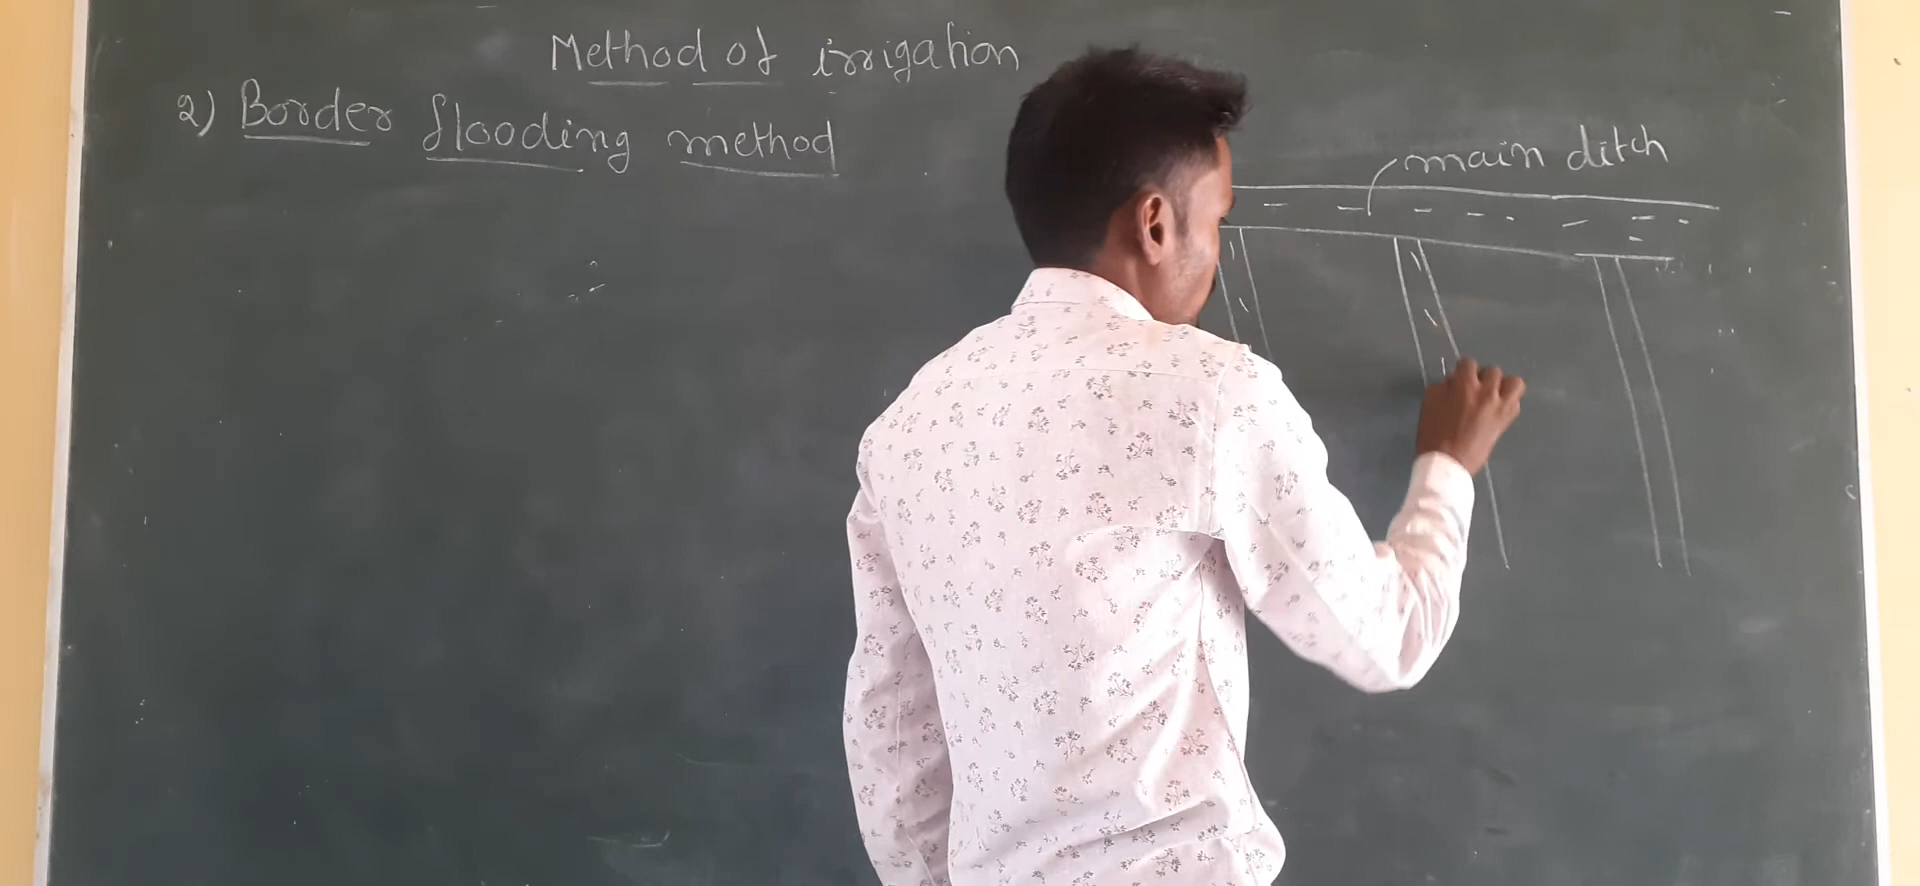 Method of irrigation
2) Border flooding method
main ditch